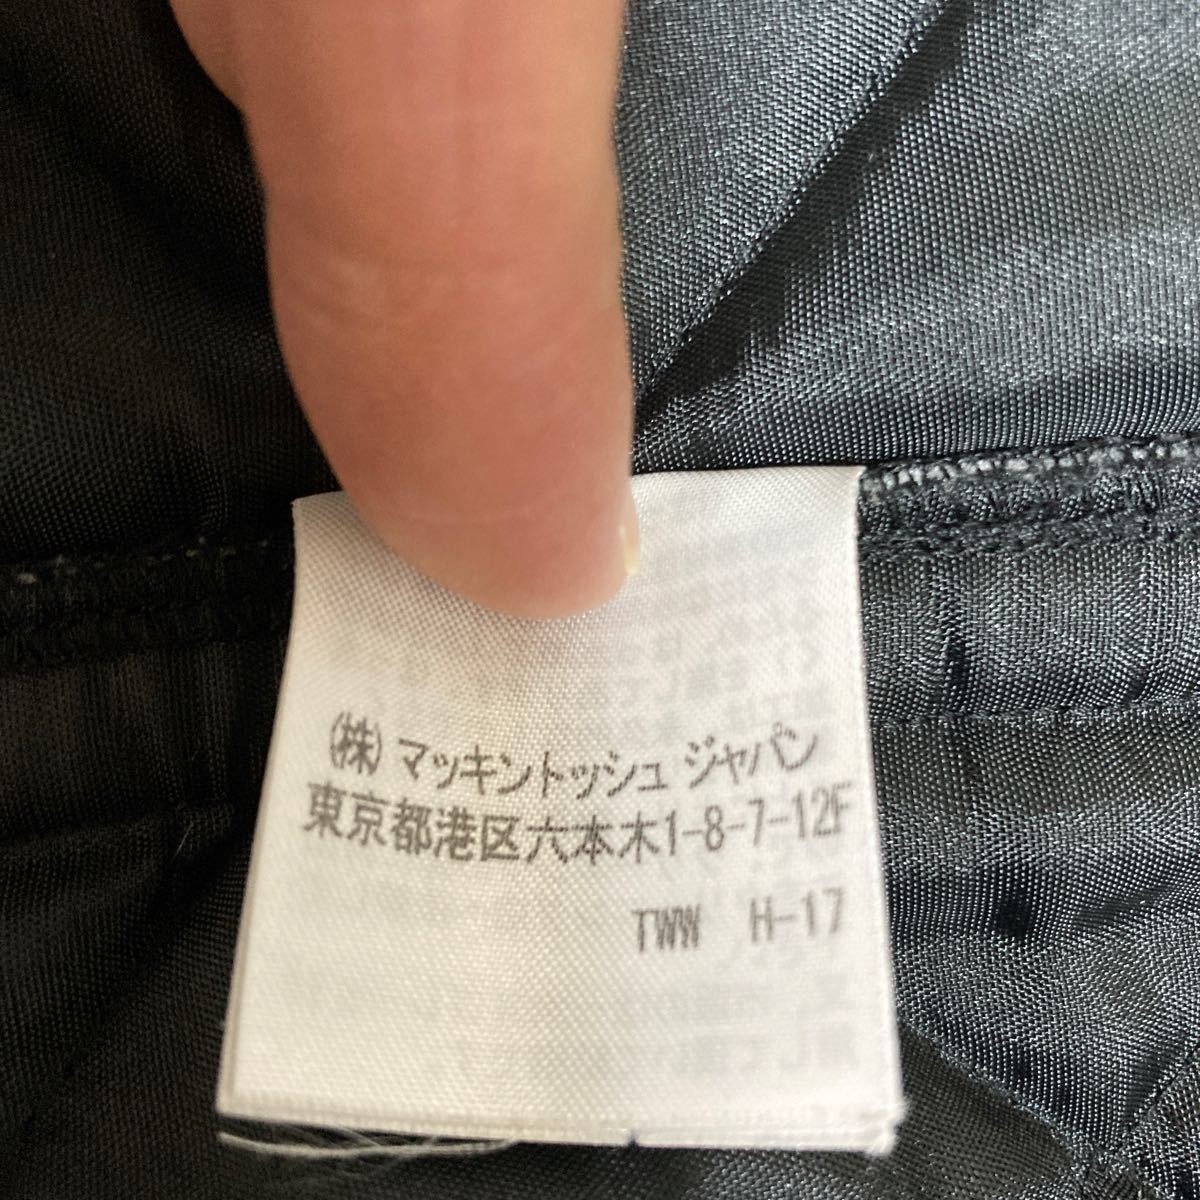 (株) マッキントッシュ ジャパン
東京都港区六本木1-8-7-12F
TWW H-17